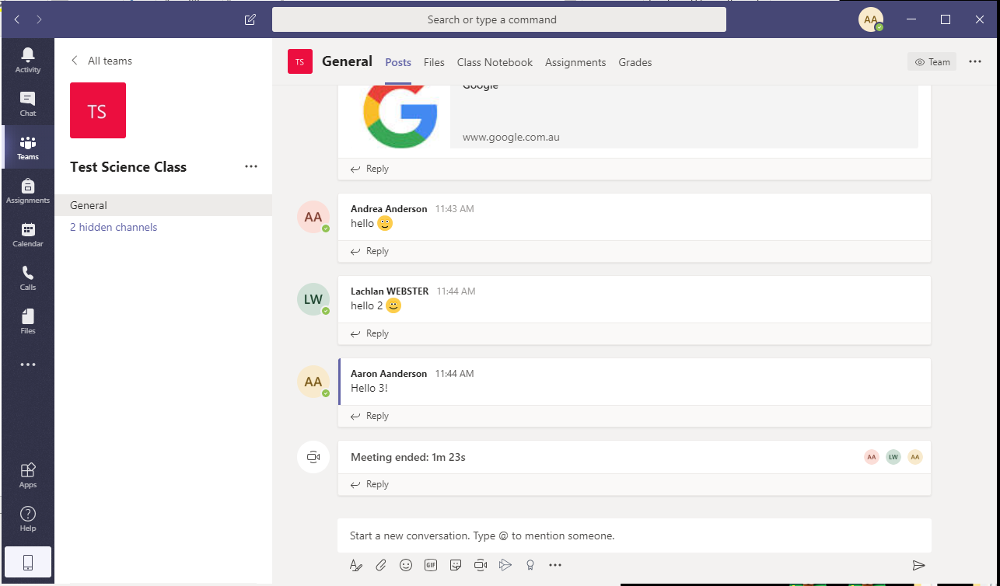 Search or type a command
AA
Activity
Chat
Teams
Assignments
Calendar
Calls
Files
Apps
Help
All teams
TS
Test Science Class
General
2 hidden channels
TS
General
Posts
Files
Class Notebook
Assignments
Grades
Team
Google
www.google.com.au
Reply
AA
Andrea Anderson 11:43 AM
hello
Reply
LW
Lachlan WEBSTER 11:44 AM
hello 2
Reply
AA
Aaron Aanderson 11:44 AM
Hello 3!
Reply
Meeting ended: 1m 23s
AA LW AA
Reply
Start a new conversation. Type @ to mention someone.
GIF